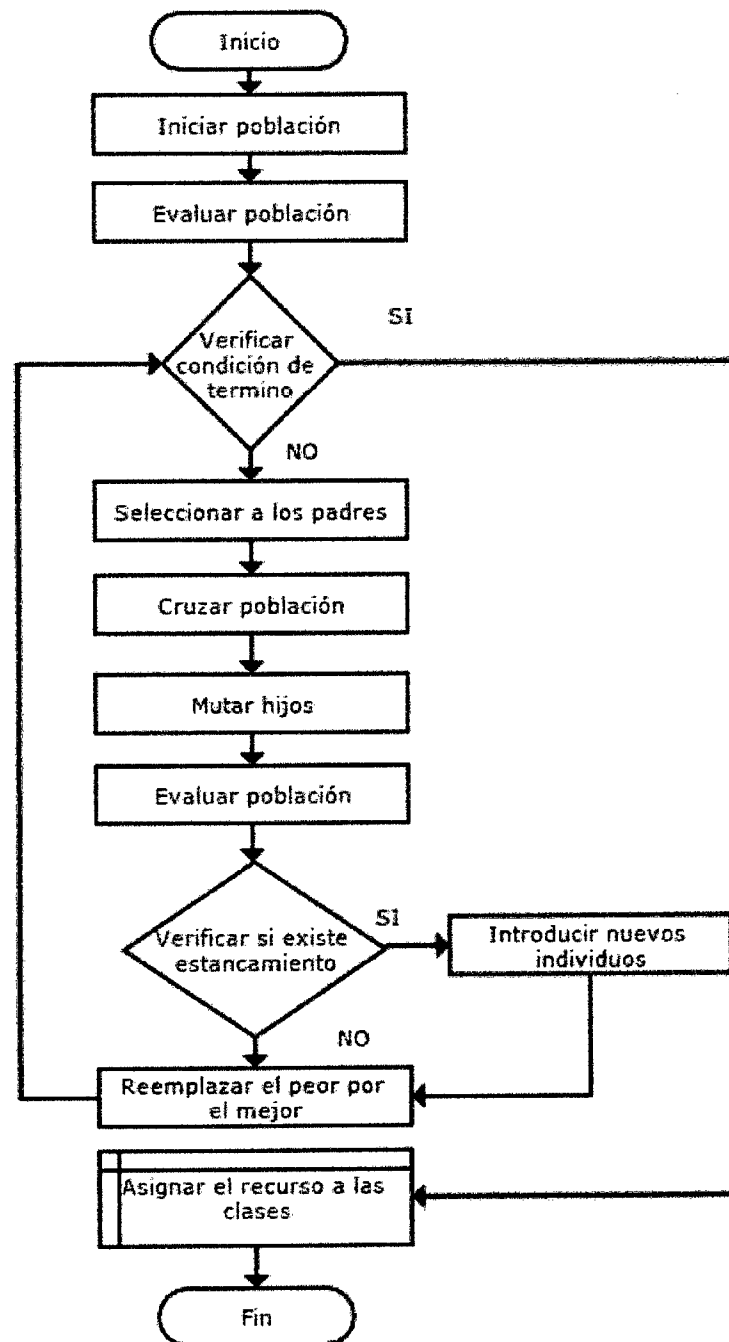 Inicio
Iniciar población
Evaluar población
SI
Verificar
condición de
termino
NO
Seleccionar a los padres
Cruzar población
Mutar hijos
Evaluar población
SI
Verificar si existe
estancamiento
Introducir nuevos
individuos
NO
Reemplazar el peor por
el mejor
Asignar el recurso a las
clases
Fin